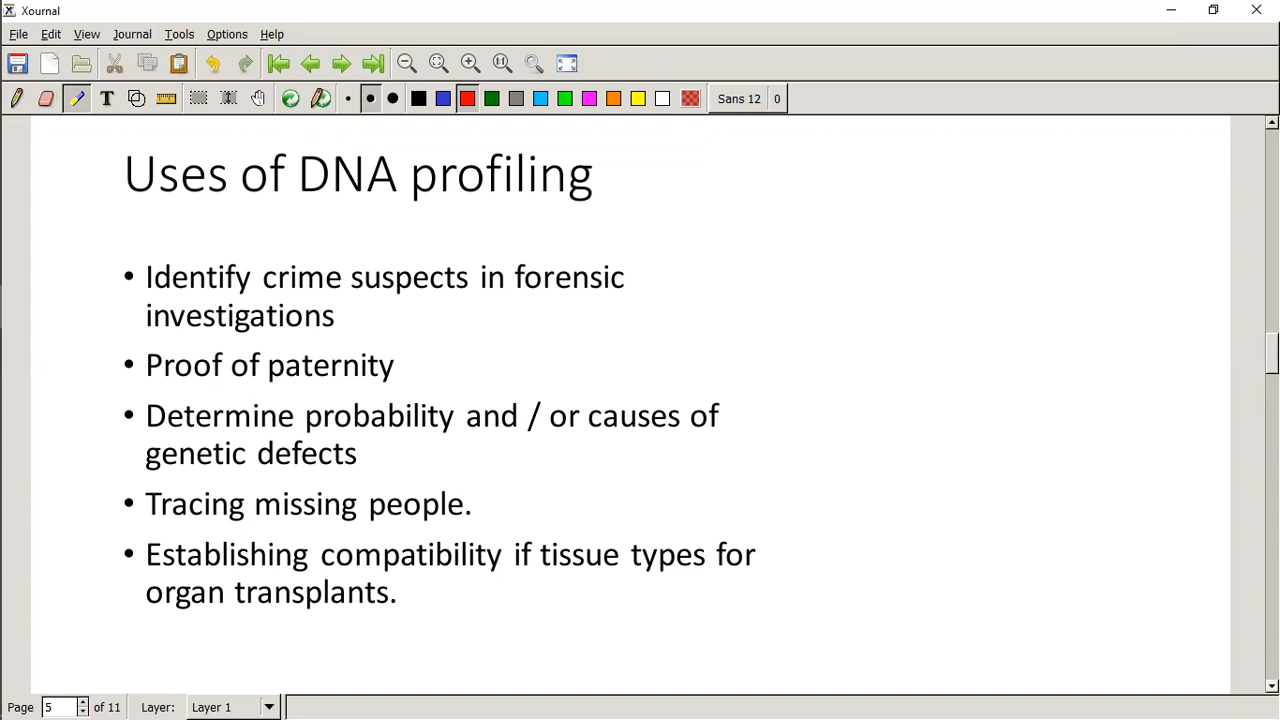 Xournal
File Edit View Journal Tools Options Help
T Sans 12 0
Uses of DNA profiling
• Identify crime suspects in forensic
investigations
• Proof of paternity
• Determine probability and / or causes of
genetic defects
• Tracing missing people.
• Establishing compatibility if tissue types for
organ transplants.
Page 5 of 11 Layer: Layer 1